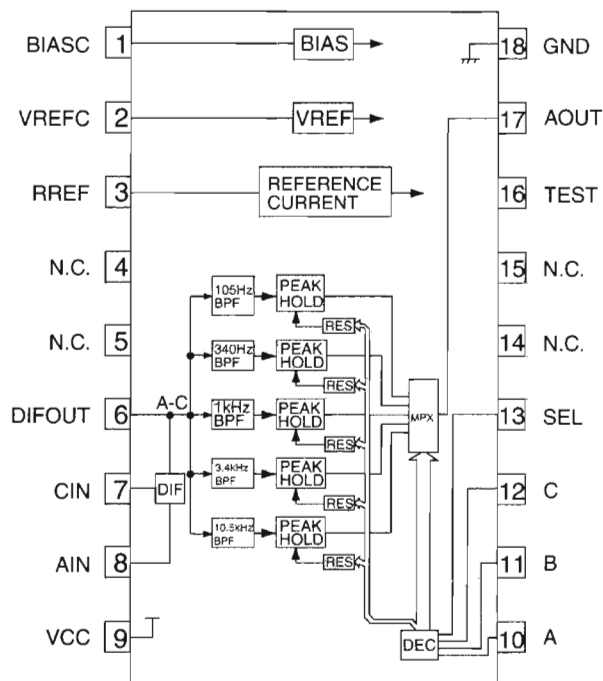 BIASC 1 BIAS 18 GND
VREFC 2 VREF 17 AOUT
RREF 3 REFERENCE CURRENT 16 TEST
N.C. 4 15 N.C.
105Hz BPF PEAK HOLD
RES
N.C. 5 340Hz BPF PEAK HOLD 14 N.C.
RES
DIFOUT 6 A-C 1kHz BPF PEAK HOLD MPX 13 SEL
RES
CIN 7 DIF 3.4kHz BPF PEAK HOLD 12 C
RES
AIN 8 10.5kHz BPF PEAK HOLD 11 B
RES
VCC 9 DEC 10 A